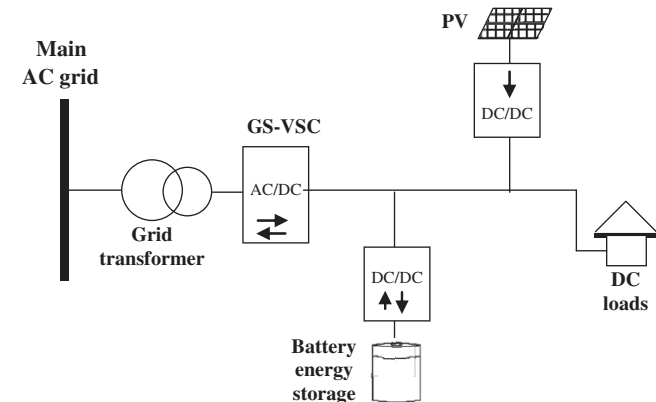 PV
Main
AC grid
DC/DC
GS-VSC
AC/DC
Grid
transformer
DC/DC
DC
loads
Battery
energy
storage